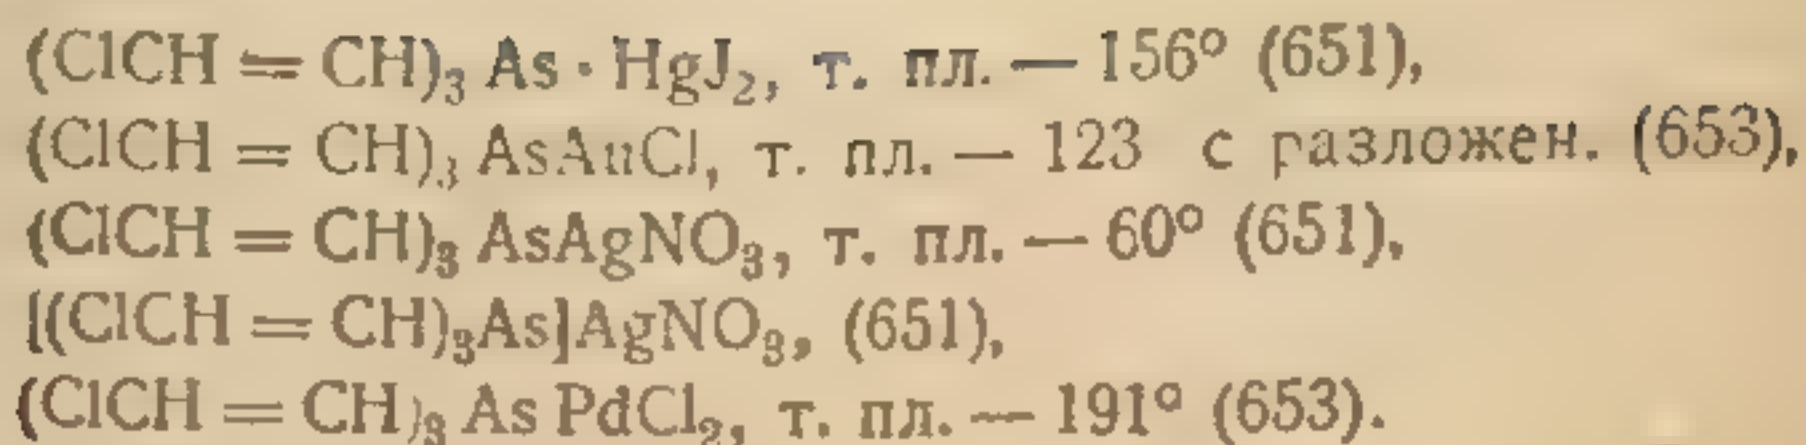 (ClCH = CH)₃ As · HgJ₂, т. пл. — 156° (651),
(ClCH = CH)₃ AsAuCl, т. пл. — 123 с разложен. (653),
(ClCH = CH)₃ AsAgNO₃, т. пл. — 60° (651),
[(ClCH = CH)₃As]AgNO₃, (651),
(ClCH = CH)₃ As PdCl₂, т. пл. — 191° (653).